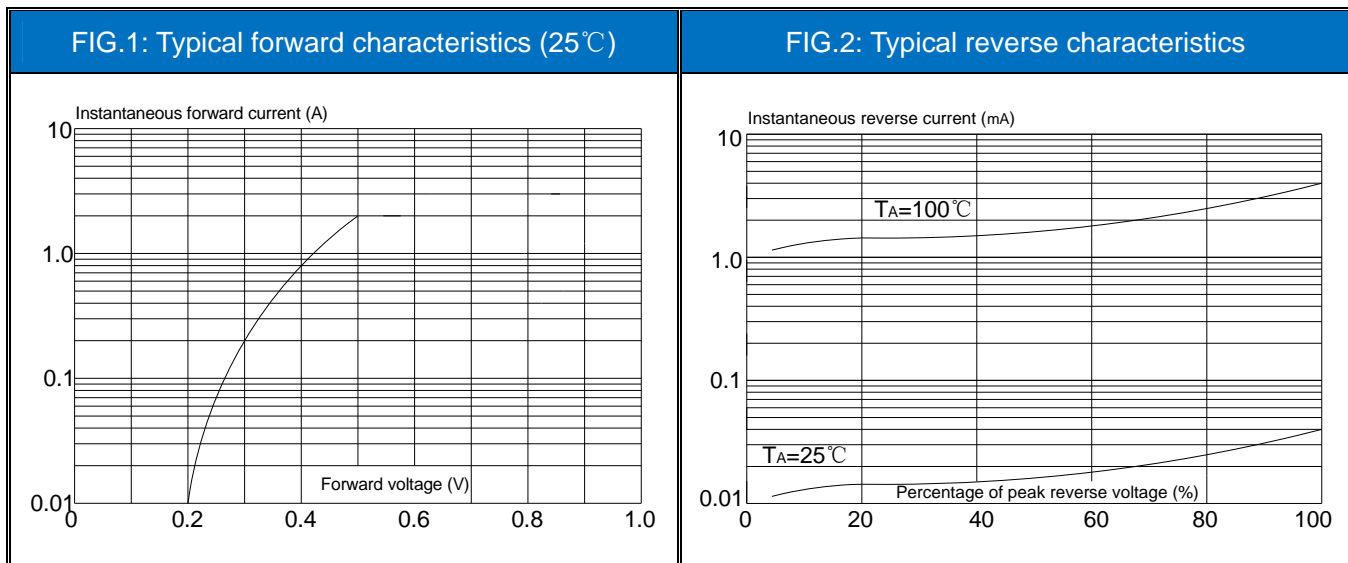 FIG.1: Typical forward characteristics (25℃)
Instantaneous forward current (A)
10
1.0
0.1
0.01
Forward voltage (V)
0
0.2
0.4
0.6
0.8
1.0
FIG.2: Typical reverse characteristics
Instantaneous reverse current (mA)
10
TA=100℃
1.0
0.1
TA=25℃
0.01
Percentage of peak reverse voltage (%)
0
20
40
60
80
100